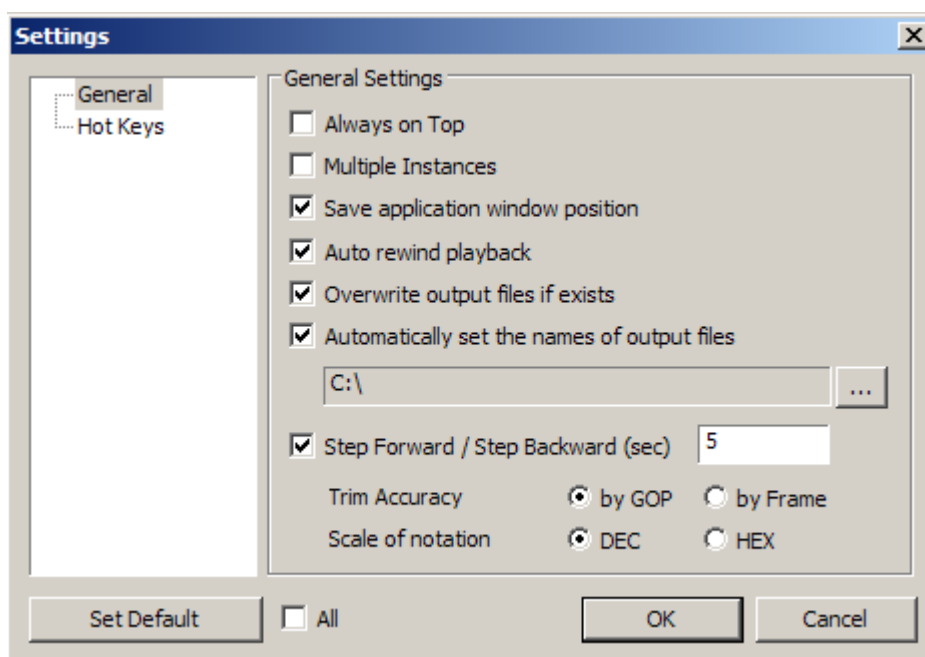 Settings
General
Hot Keys
General Settings
Always on Top
Multiple Instances
Save application window position
Auto rewind playback
Overwrite output files if exists
Automatically set the names of output files
C:\
...
Step Forward / Step Backward (sec) 5
Trim Accuracy by GOP by Frame
Scale of notation DEC HEX
Set Default All OK Cancel